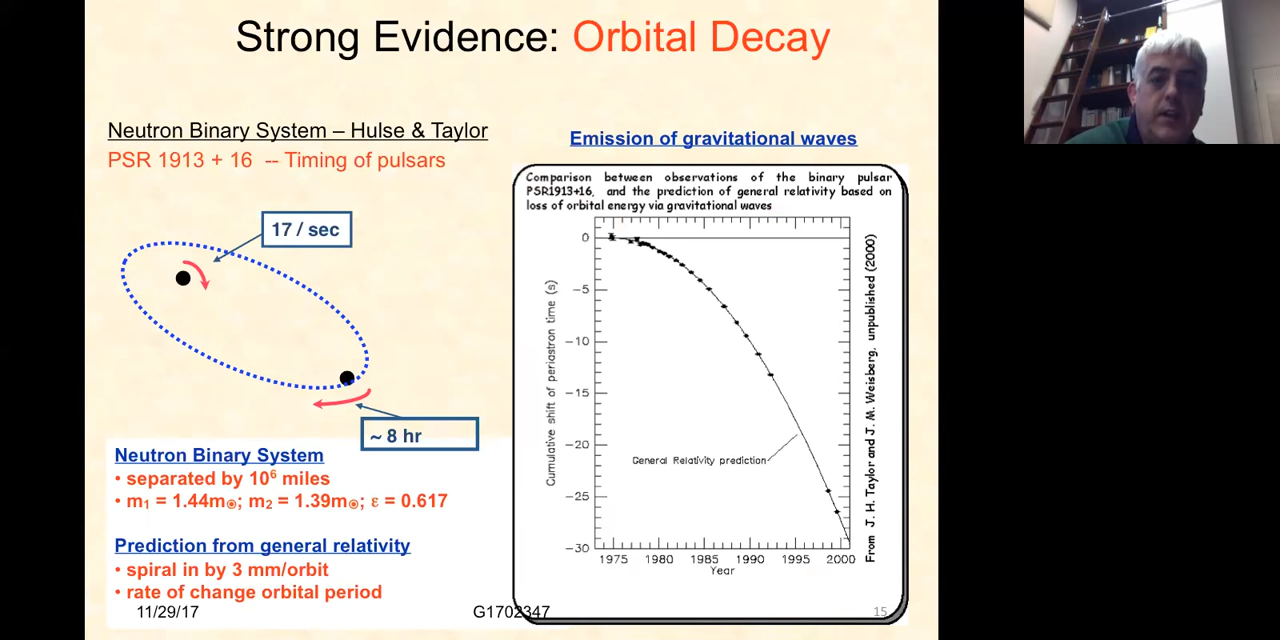 Strong Evidence: Orbital Decay
Neutron Binary System – Hulse & Taylor
PSR 1913 + 16 -- Timing of pulsars
17 / sec
~ 8 hr
Neutron Binary System
• separated by 10⁶ miles
• m₁ = 1.44m☉; m₂ = 1.39m☉; ε = 0.617
Prediction from general relativity
• spiral in by 3 mm/orbit
• rate of change orbital period
Emission of gravitational waves
Comparison between observations of the binary pulsar
PSR1913+16, and the prediction of general relativity based on
loss of orbital energy via gravitational waves
Cumulative shift of periastron time (s)
0
−5
−10
−15
−20
−25
−30
General Relativity prediction
1975 1980 1985 1990 1995 2000
Year
From J. H. Taylor and J. M. Weisberg, unpublished (2000)
11/29/17
G1702347
15